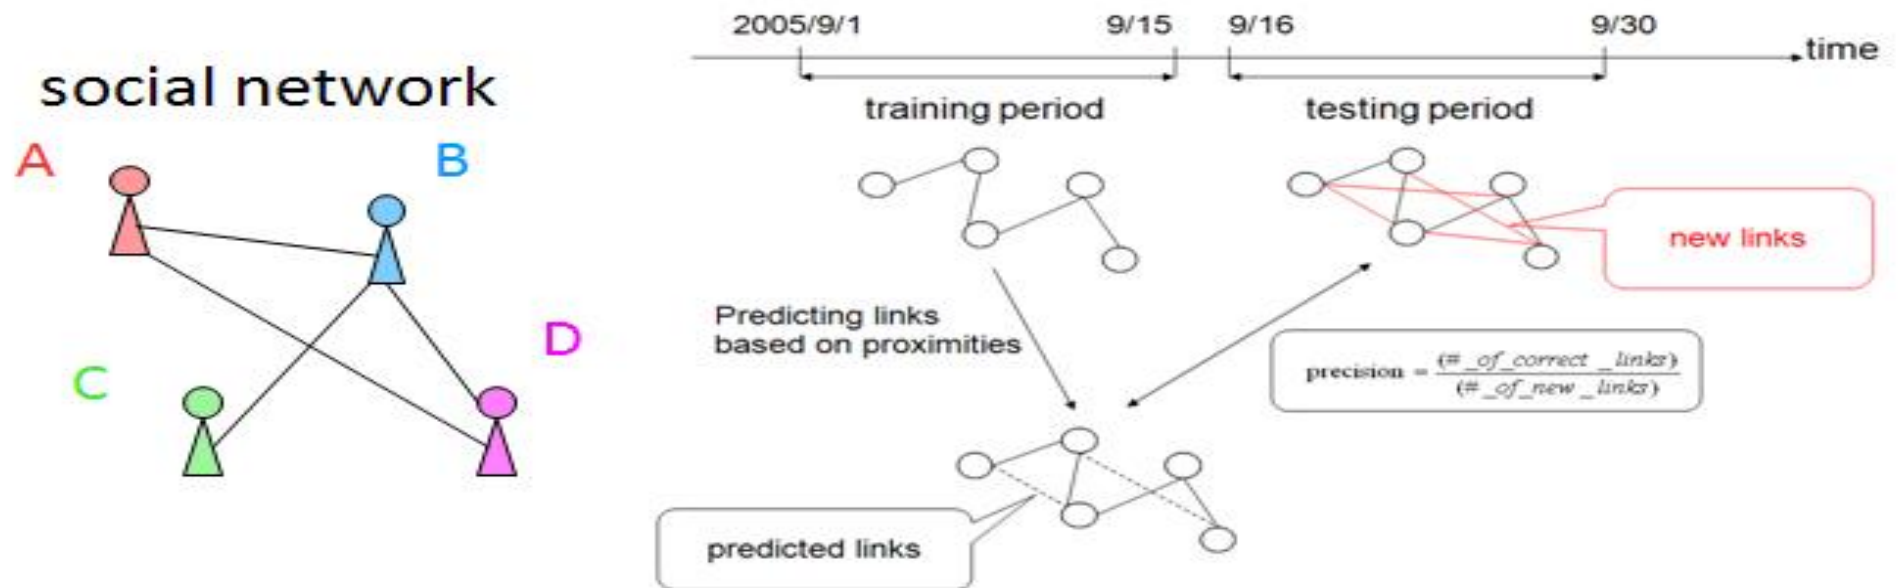 social network
A
B
C
D
2005/9/1
9/15
9/16
9/30
time
training period
testing period
new links
Predicting links
based on proximities
precision = (#_of_correct_links)
(#_of_new_links)
predicted links